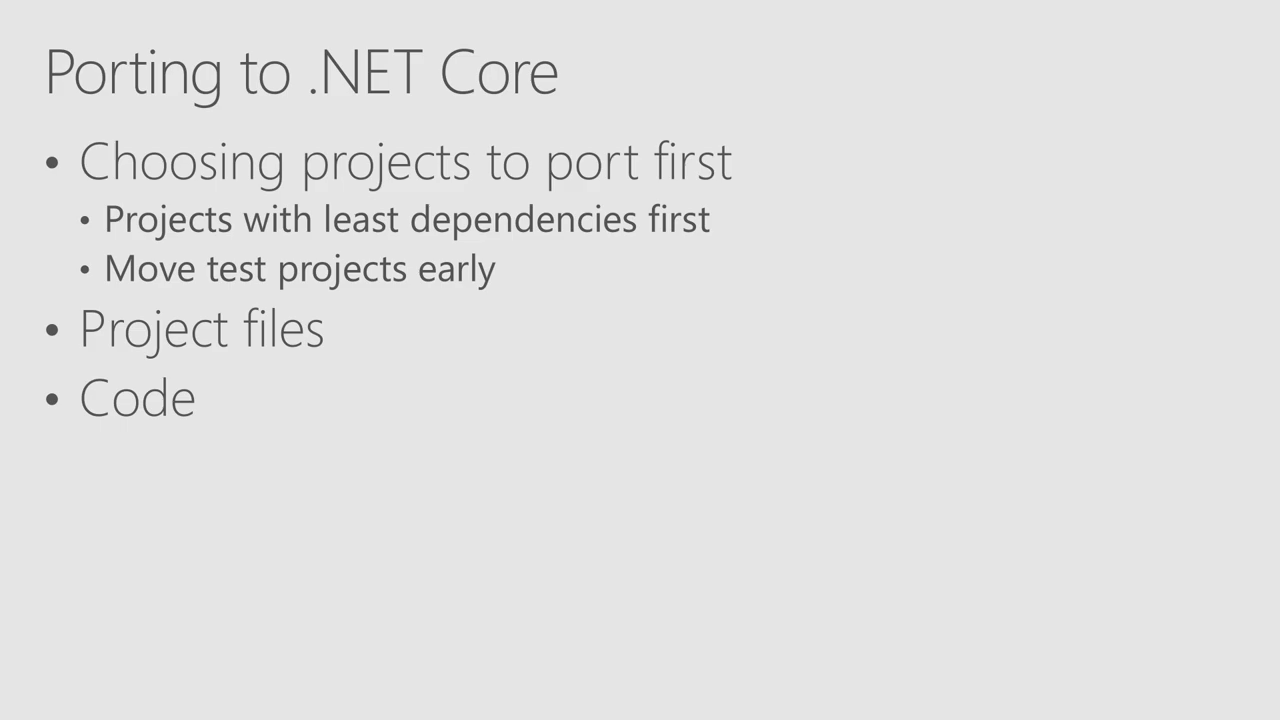 Porting to .NET Core
• Choosing projects to port first
• Projects with least dependencies first
• Move test projects early
• Project files
• Code